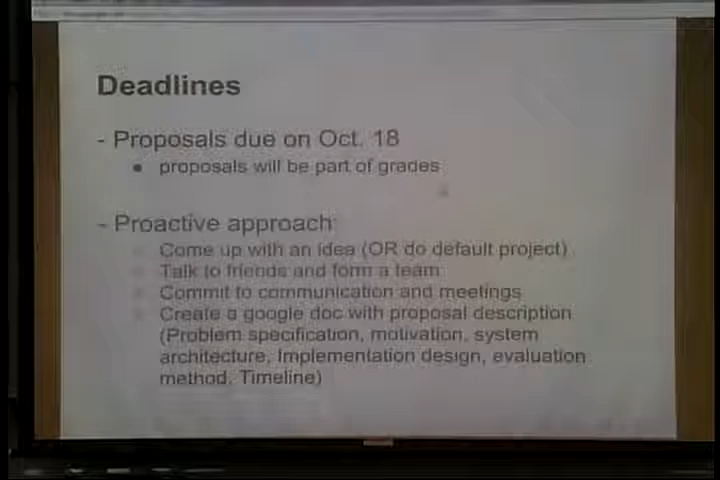 Deadlines
- Proposals due on Oct. 18
• proposals will be part of grades
- Proactive approach:
Come up with an idea (OR do default project)
Talk to friends and form a team
Commit to communication and meetings
Create a google doc with proposal description
(Problem specification, motivation, system
architecture, Implementation design, evaluation
method, Timeline)